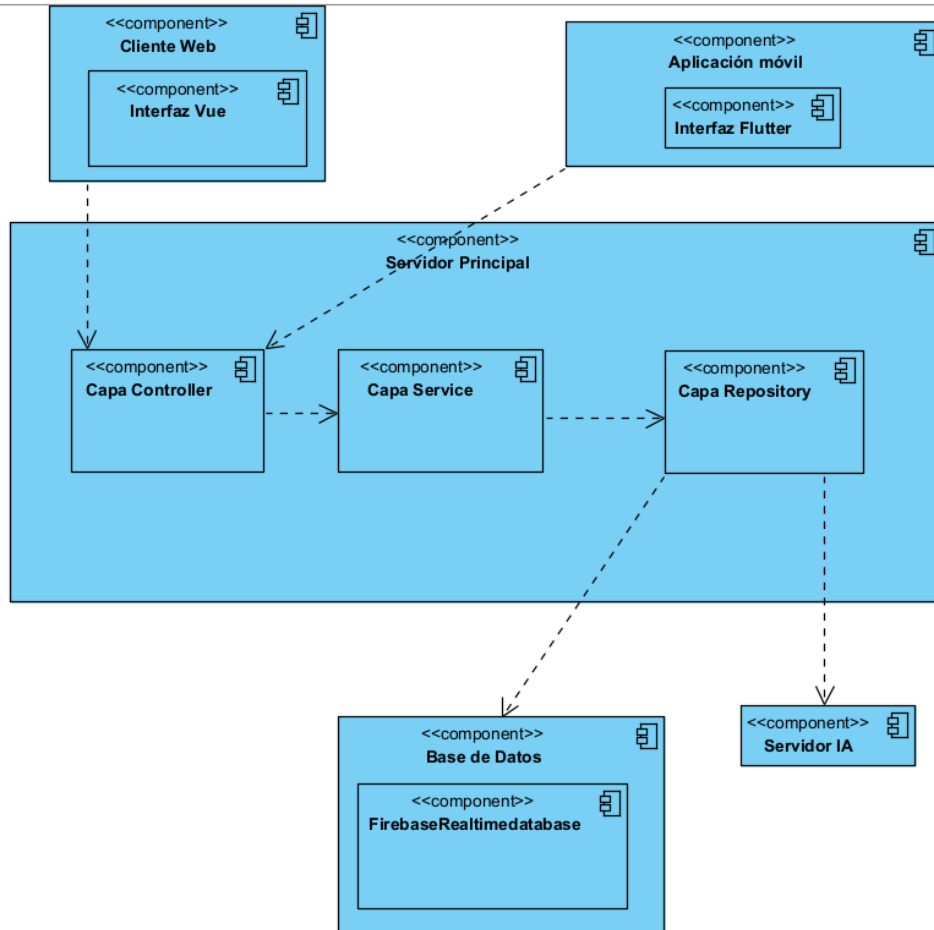 <<component>>
Cliente Web
<<component>>
Interfaz Vue
<<component>>
Aplicación móvil
<<component>>
Interfaz Flutter
<<component>>
Servidor Principal
<<component>>
Capa Controller
<<component>>
Capa Service
<<component>>
Capa Repository
<<component>>
Base de Datos
<<component>>
FirebaseRealtimedatabase
<<component>>
Servidor IA